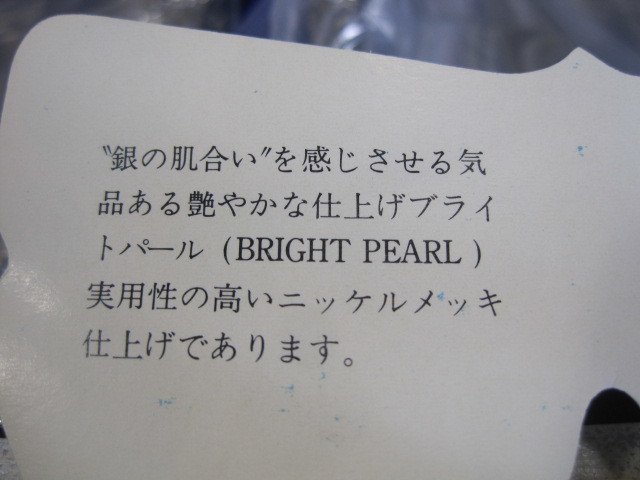 〝銀の肌合い〟を感じさせる気
品ある艶やかな仕上げブライ
トパール (BRIGHT PEARL )
実用性の高いニッケルメッキ
仕上げであります。